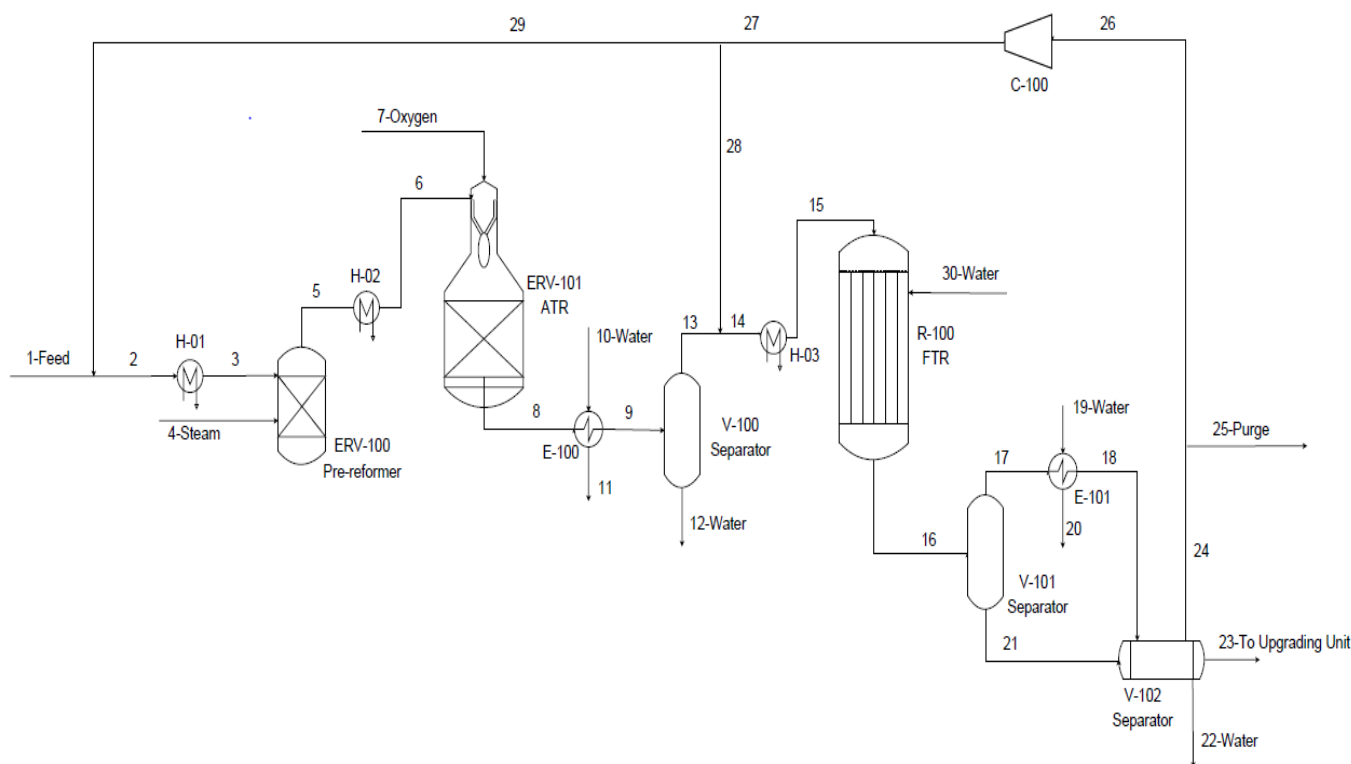 29
27
26
C-100
7-Oxygen
28
6
15
H-02
5
ERV-101
ATR
30-Water
10-Water
13
14
R-100
FTR
H-01
H-03
1-Feed
2
3
19-Water
8
9
V-100
Separator
4-Steam
E-100
ERV-100
Pre-reformer
25-Purge
17
18
E-101
11
12-Water
20
16
24
V-101
Separator
21
23-To Upgrading Unit
V-102
Separator
22-Water